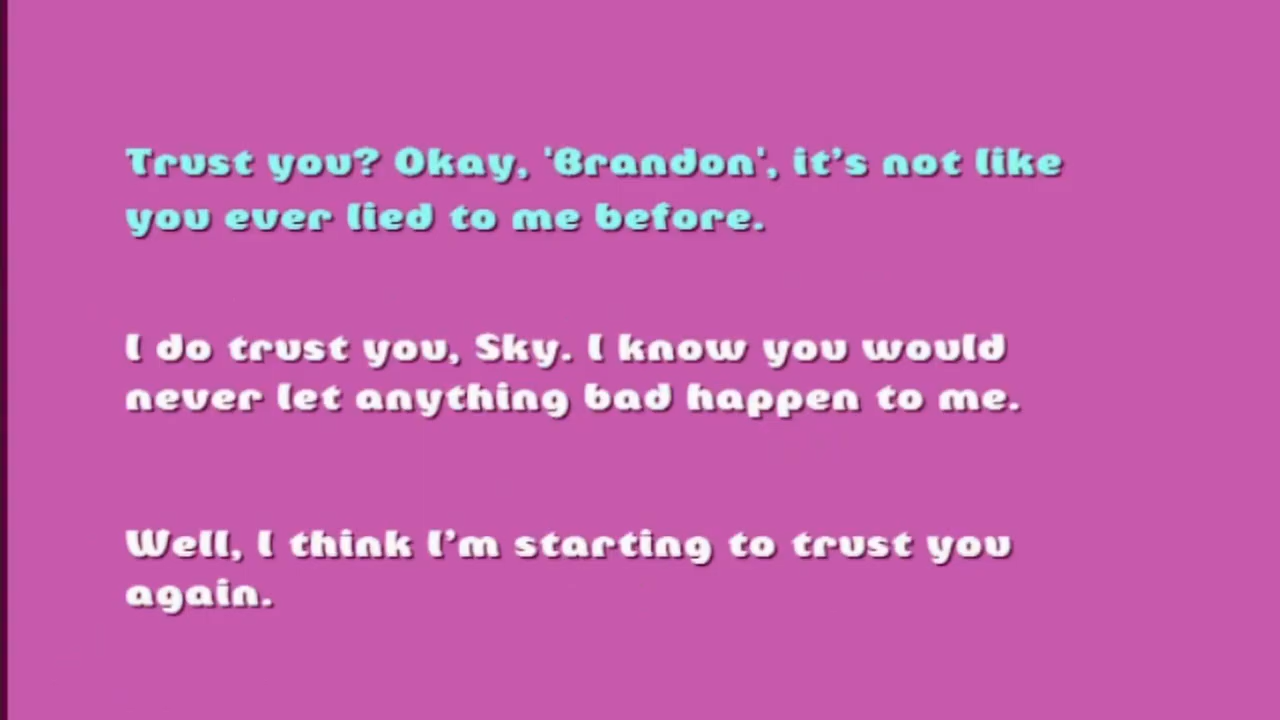 Trust you? Okay, 'Brandon', it's not like
you ever lied to me before.
I do trust you, Sky. I know you would
never let anything bad happen to me.
Well, I think I'm starting to trust you
again.